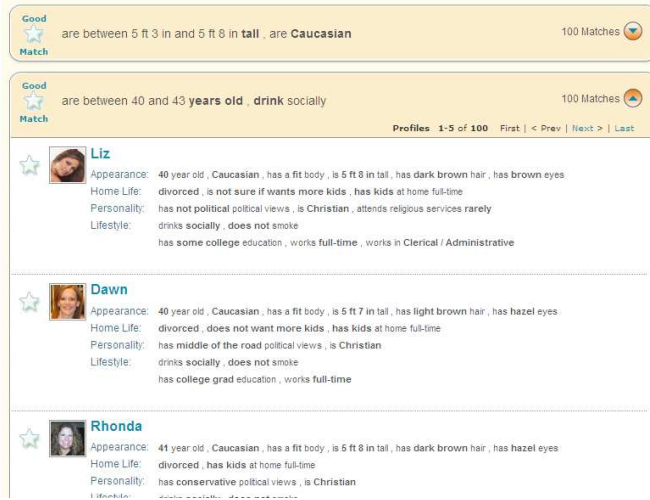 Good
Match
are between 5 ft 3 in and 5 ft 8 in tall , are Caucasian
100 Matches
Good
Match
are between 40 and 43 years old , drink socially
100 Matches
Profiles 1-5 of 100 First | < Prev | Next > | Last
Liz
Appearance: 40 year old , Caucasian , has a fit body , is 5 ft 8 in tall , has dark brown hair , has brown eyes
Home Life: divorced , is not sure if wants more kids , has kids at home full-time
Personality: has not political political views , is Christian , attends religious services rarely
Lifestyle: drinks socially , does not smoke
has some college education , works full-time , works in Clerical / Administrative
Dawn
Appearance: 40 year old , Caucasian , has a fit body , is 5 ft 7 in tall , has light brown hair , has hazel eyes
Home Life: divorced , does not want more kids , has kids at home full-time
Personality: has middle of the road political views , is Christian
Lifestyle: drinks socially , does not smoke
has college grad education , works full-time
Rhonda
Appearance: 41 year old , Caucasian , has a fit body , is 5 ft 8 in tall , has dark brown hair , has hazel eyes
Home Life: divorced , has kids at home full-time
Personality: has conservative political views , is Christian
Lifestyle: drinks socially , does not smoke